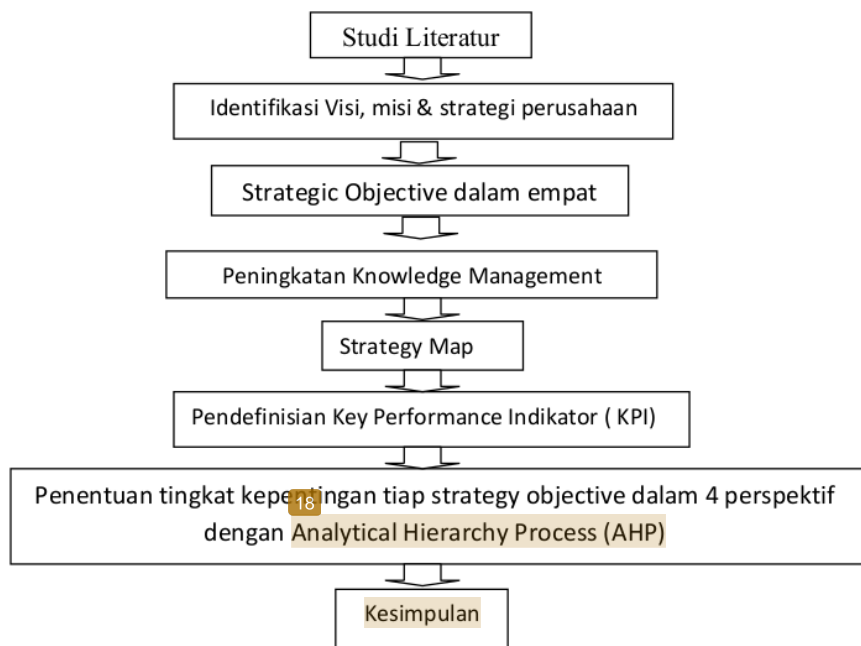 Studi Literatur
Identifikasi Visi, misi & strategi perusahaan
Strategic Objective dalam empat
Peningkatan Knowledge Management
Strategy Map
Pendefinisian Key Performance Indikator ( KPI)
Penentuan tingkat kepentingan tiap strategy objective dalam 4 perspektif
18
dengan Analytical Hierarchy Process (AHP)
Kesimpulan